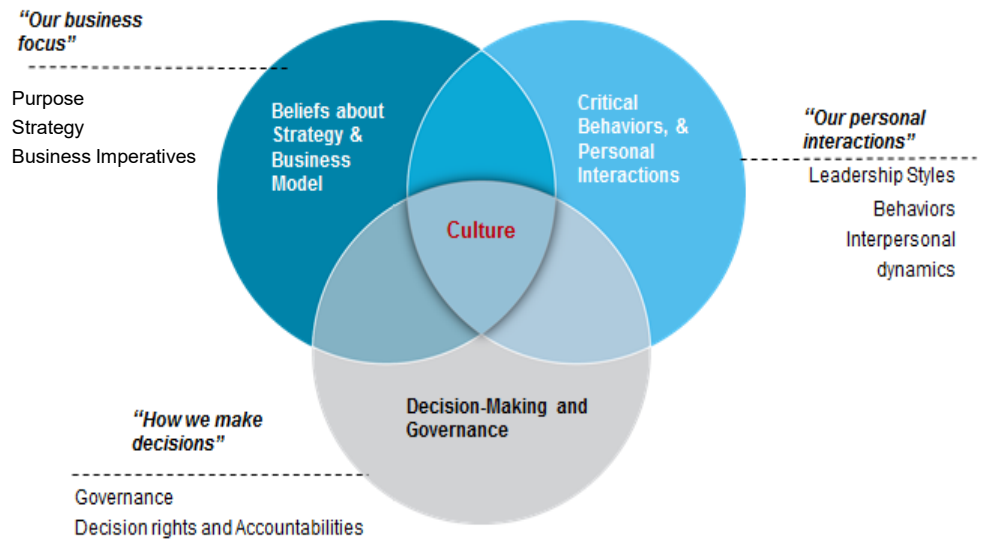 “Our business
focus”
Purpose
Strategy
Business Imperatives
Beliefs about
Strategy &
Business
Model
Critical
Behaviors, &
Personal
Interactions
“Our personal
interactions”
Leadership Styles
Behaviors
Interpersonal
dynamics
Culture
“How we make
decisions”
Governance
Decision rights and Accountabilities
Decision-Making and
Governance